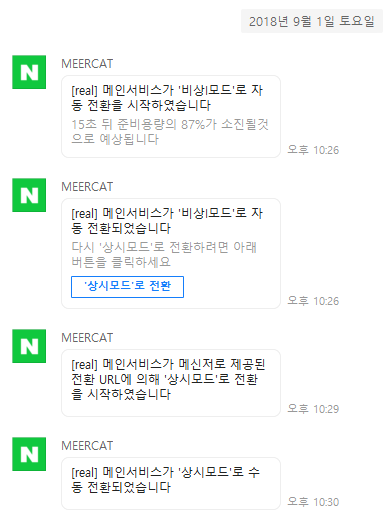 2018년 9월 1일 토요일
MEERCAT
[real] 메인서비스가 '비상I모드'로 자
동 전환을 시작하였습니다
15초 뒤 준비용량의 87%가 소진될것
으로 예상됩니다
오후 10:26
MEERCAT
[real] 메인서비스가 '비상I모드'로 자
동 전환되었습니다
다시 '상시모드'로 전환하려면 아래
버튼을 클릭하세요
'상시모드'로 전환
오후 10:26
MEERCAT
[real] 메인서비스가 메신저로 제공된
전환 URL에 의해 '상시모드'로 전환
을 시작하였습니다
오후 10:29
MEERCAT
[real] 메인서비스가 '상시모드'로 수
동 전환되었습니다
오후 10:30